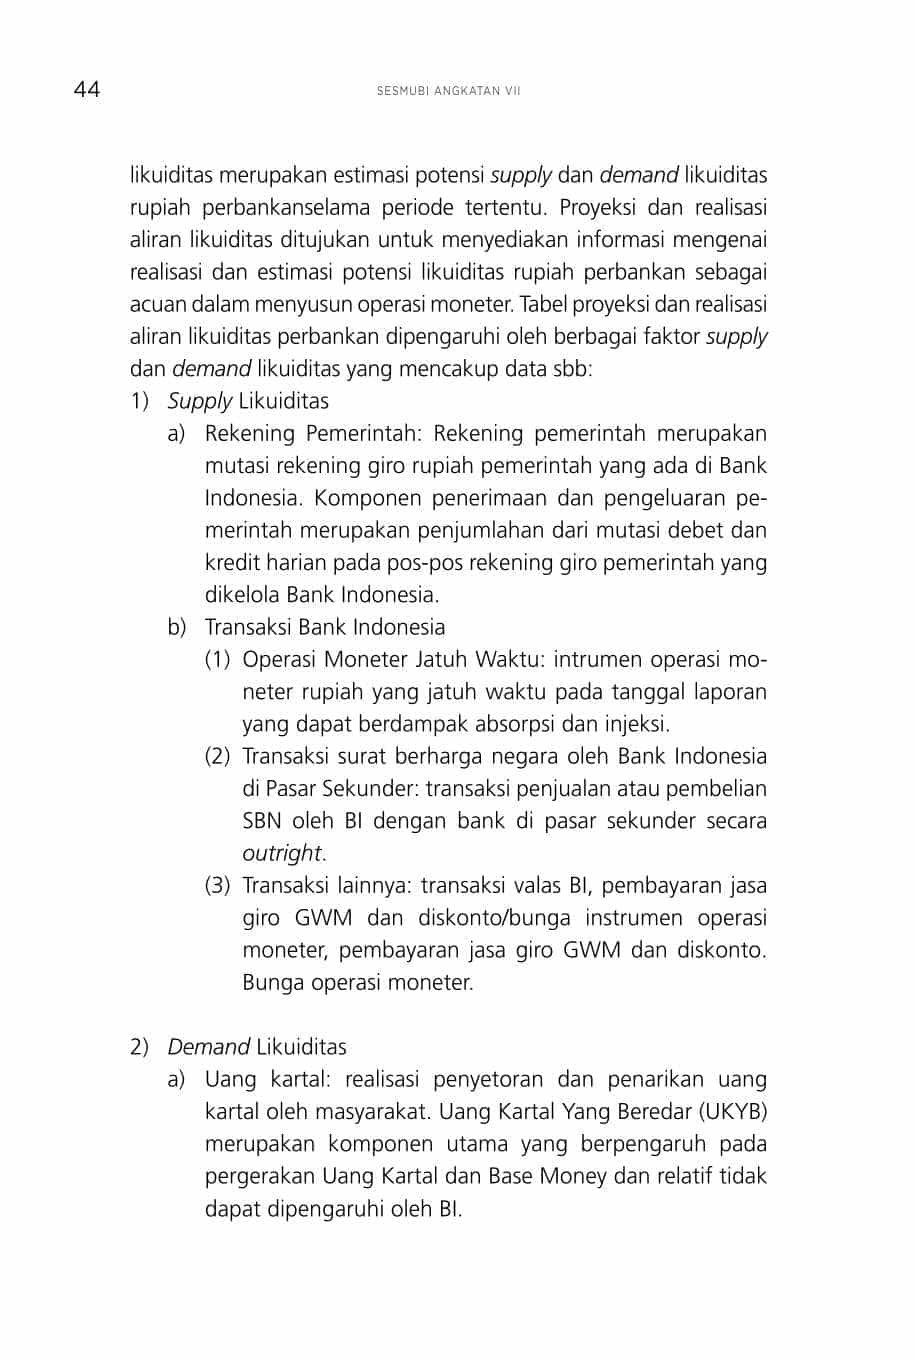 44
SESMUBI ANGKATAN VII
likuiditas merupakan estimasi potensi supply dan demand likuiditas
rupiah perbankanselama periode tertentu. Proyeksi dan realisasi
aliran likuiditas ditujukan untuk menyediakan informasi mengenai
realisasi dan estimasi potensi likuiditas rupiah perbankan sebagai
acuan dalam menyusun operasi moneter. Tabel proyeksi dan realisasi
aliran likuiditas perbankan dipengaruhi oleh berbagai faktor supply
dan demand likuiditas yang mencakup data sbb:
1) Supply Likuiditas
a) Rekening Pemerintah: Rekening pemerintah merupakan
mutasi rekening giro rupiah pemerintah yang ada di Bank
Indonesia. Komponen penerimaan dan pengeluaran pe-
merintah merupakan penjumlahan dari mutasi debet dan
kredit harian pada pos-pos rekening giro pemerintah yang
dikelola Bank Indonesia.
b) Transaksi Bank Indonesia
(1) Operasi Moneter Jatuh Waktu: intrumen operasi mo-
neter rupiah yang jatuh waktu pada tanggal laporan
yang dapat berdampak absorpsi dan injeksi.
(2) Transaksi surat berharga negara oleh Bank Indonesia
di Pasar Sekunder: transaksi penjualan atau pembelian
SBN oleh BI dengan bank di pasar sekunder secara
outright.
(3) Transaksi lainnya: transaksi valas BI, pembayaran jasa
giro GWM dan diskonto/bunga instrumen operasi
moneter, pembayaran jasa giro GWM dan diskonto.
Bunga operasi moneter.
2) Demand Likuiditas
a) Uang kartal: realisasi penyetoran dan penarikan uang
kartal oleh masyarakat. Uang Kartal Yang Beredar (UKYB)
merupakan komponen utama yang berpengaruh pada
pergerakan Uang Kartal dan Base Money dan relatif tidak
dapat dipengaruhi oleh BI.